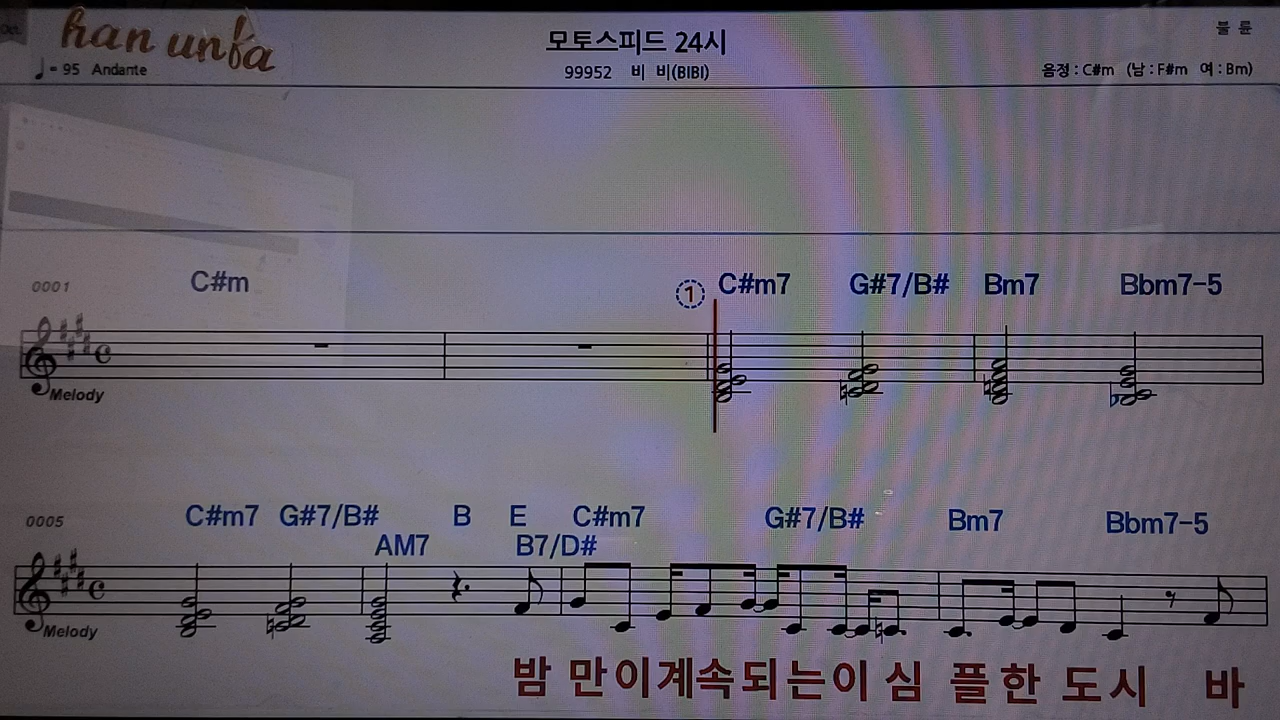 han unfa
모토스피드 24시
불 륜
♩= 95 Andante
99952 비 비(BIBI)
음정 : C#m (남 : F#m 여 : Bm)
0001 C#m ① C#m7 G#7/B# Bm7 Bbm7-5
Melody
0005 C#m7 G#7/B# B E C#m7 G#7/B# Bm7 Bbm7-5
AM7 B7/D#
Melody
밤 만이계속되는이 심 플한 도시 바